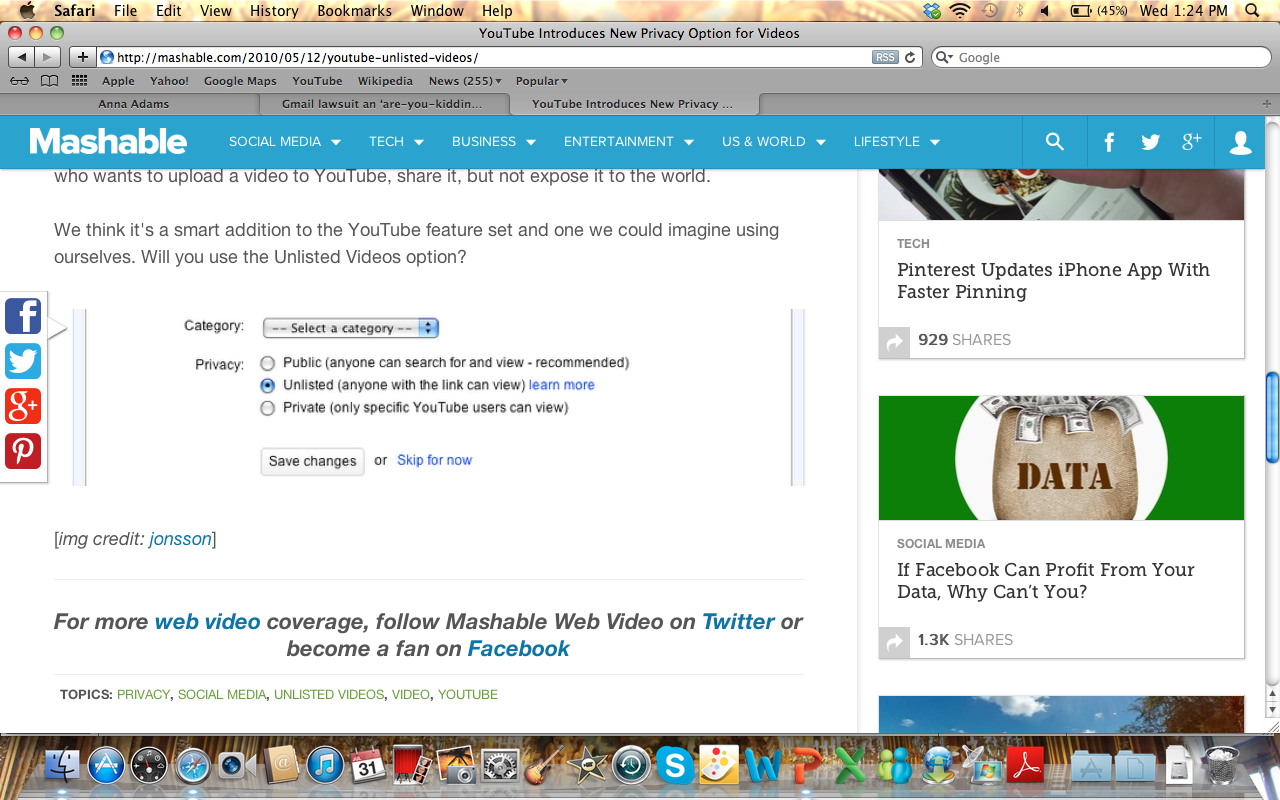 Safari File Edit View History Bookmarks Window Help (45%) Wed 1:24 PM
YouTube Introduces New Privacy Option for Videos
http://mashable.com/2010/05/12/youtube-unlisted-videos/ RSS Google
Apple Yahoo! Google Maps YouTube Wikipedia News (255) Popular
Anna Adams Gmail lawsuit an 'are-you-kiddin... YouTube Introduces New Privacy ...
Mashable SOCIAL MEDIA TECH BUSINESS ENTERTAINMENT US & WORLD LIFESTYLE
who wants to upload a video to YouTube, share it, but not expose it to the world.
We think it's a smart addition to the YouTube feature set and one we could imagine using
ourselves. Will you use the Unlisted Videos option?
Category: -- Select a category --
Privacy: Public (anyone can search for and view - recommended)
Unlisted (anyone with the link can view) learn more
Private (only specific YouTube users can view)
Save changes or Skip for now
[img credit: jonsson]
For more web video coverage, follow Mashable Web Video on Twitter or
become a fan on Facebook
TOPICS: PRIVACY, SOCIAL MEDIA, UNLISTED VIDEOS, VIDEO, YOUTUBE
TECH
Pinterest Updates iPhone App With
Faster Pinning
929 SHARES
DATA
SOCIAL MEDIA
If Facebook Can Profit From Your
Data, Why Can't You?
1.3K SHARES
31